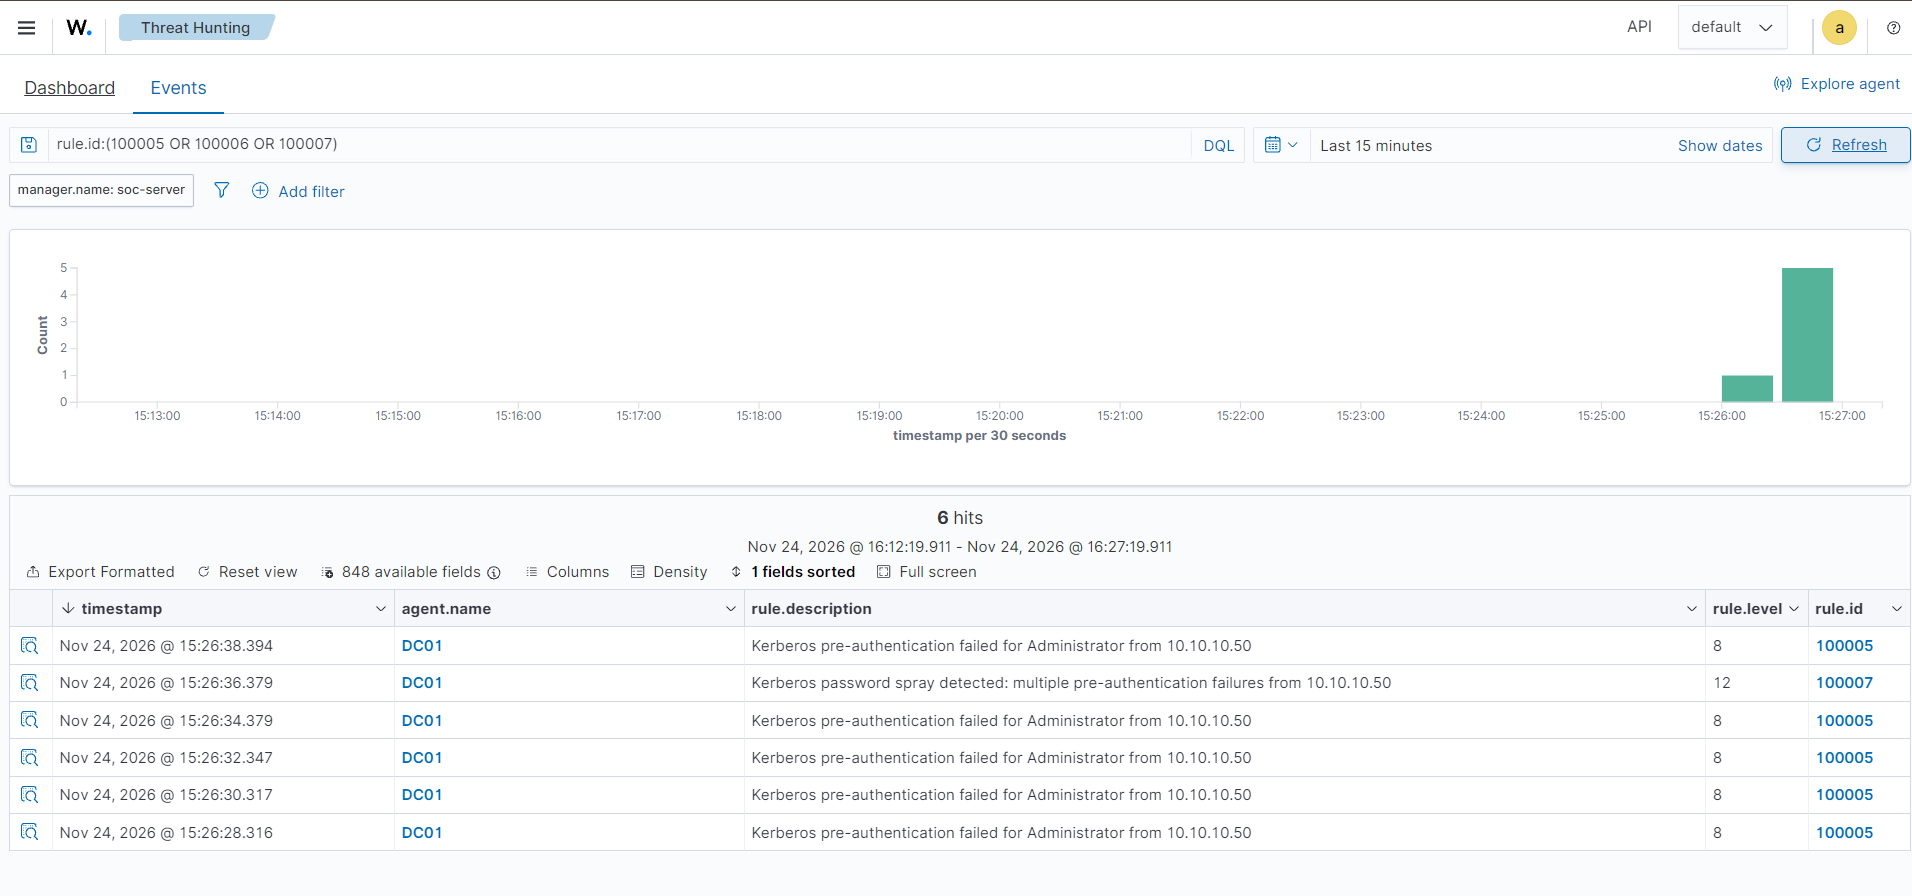 W. Threat Hunting API default a
Dashboard Events Explore agent
rule.id:(100005 OR 100006 OR 100007) DQL Last 15 minutes Show dates Refresh
manager.name: soc-server Add filter
5
4
3
2
1
0
Count
15:13:00 15:14:00 15:15:00 15:16:00 15:17:00 15:18:00 15:19:00 15:20:00 15:21:00 15:22:00 15:23:00 15:24:00 15:25:00 15:26:00 15:27:00
timestamp per 30 seconds
6 hits
Nov 24, 2026 @ 16:12:19.911 - Nov 24, 2026 @ 16:27:19.911
Export Formatted Reset view 848 available fields Columns Density 1 fields sorted Full screen
timestamp agent.name rule.description rule.level rule.id
Nov 24, 2026 @ 15:26:38.394 DC01 Kerberos pre-authentication failed for Administrator from 10.10.10.50 8 100005
Nov 24, 2026 @ 15:26:36.379 DC01 Kerberos password spray detected: multiple pre-authentication failures from 10.10.10.50 12 100007
Nov 24, 2026 @ 15:26:34.379 DC01 Kerberos pre-authentication failed for Administrator from 10.10.10.50 8 100005
Nov 24, 2026 @ 15:26:32.347 DC01 Kerberos pre-authentication failed for Administrator from 10.10.10.50 8 100005
Nov 24, 2026 @ 15:26:30.317 DC01 Kerberos pre-authentication failed for Administrator from 10.10.10.50 8 100005
Nov 24, 2026 @ 15:26:28.316 DC01 Kerberos pre-authentication failed for Administrator from 10.10.10.50 8 100005